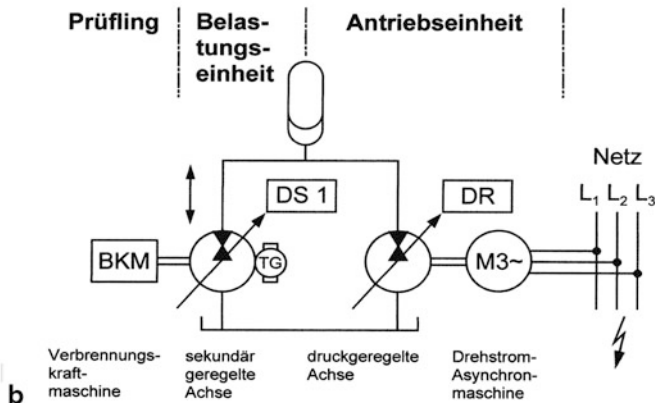 Prüfling
Belas-
tungs-
einheit
Antriebseinheit
Netz
L1 L2 L3
DS 1
DR
BKM
TG
M3~
Verbrennungs-
kraft-
maschine
sekundär
geregelte
Achse
druckgeregelte
Achse
Drehstrom-
Asynchron-
maschine
b